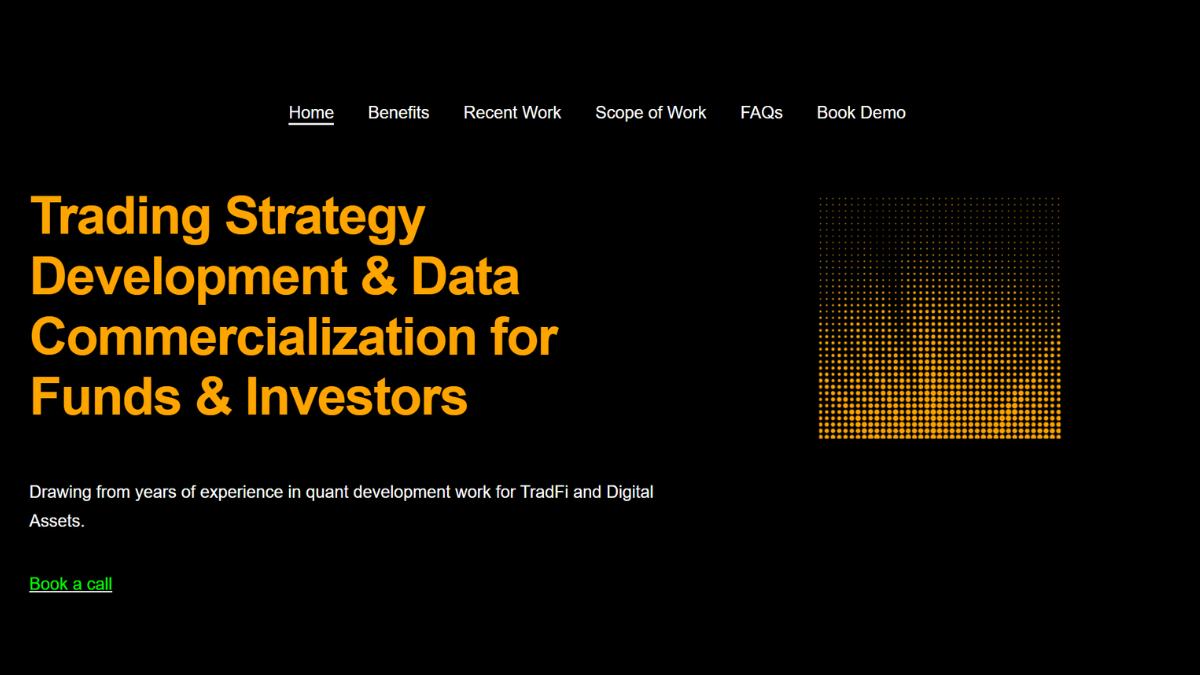 Home Benefits Recent Work Scope of Work FAQs Book Demo
Trading Strategy
Development & Data
Commercialization for
Funds & Investors
Drawing from years of experience in quant development work for TradFi and Digital
Assets.
Book a call